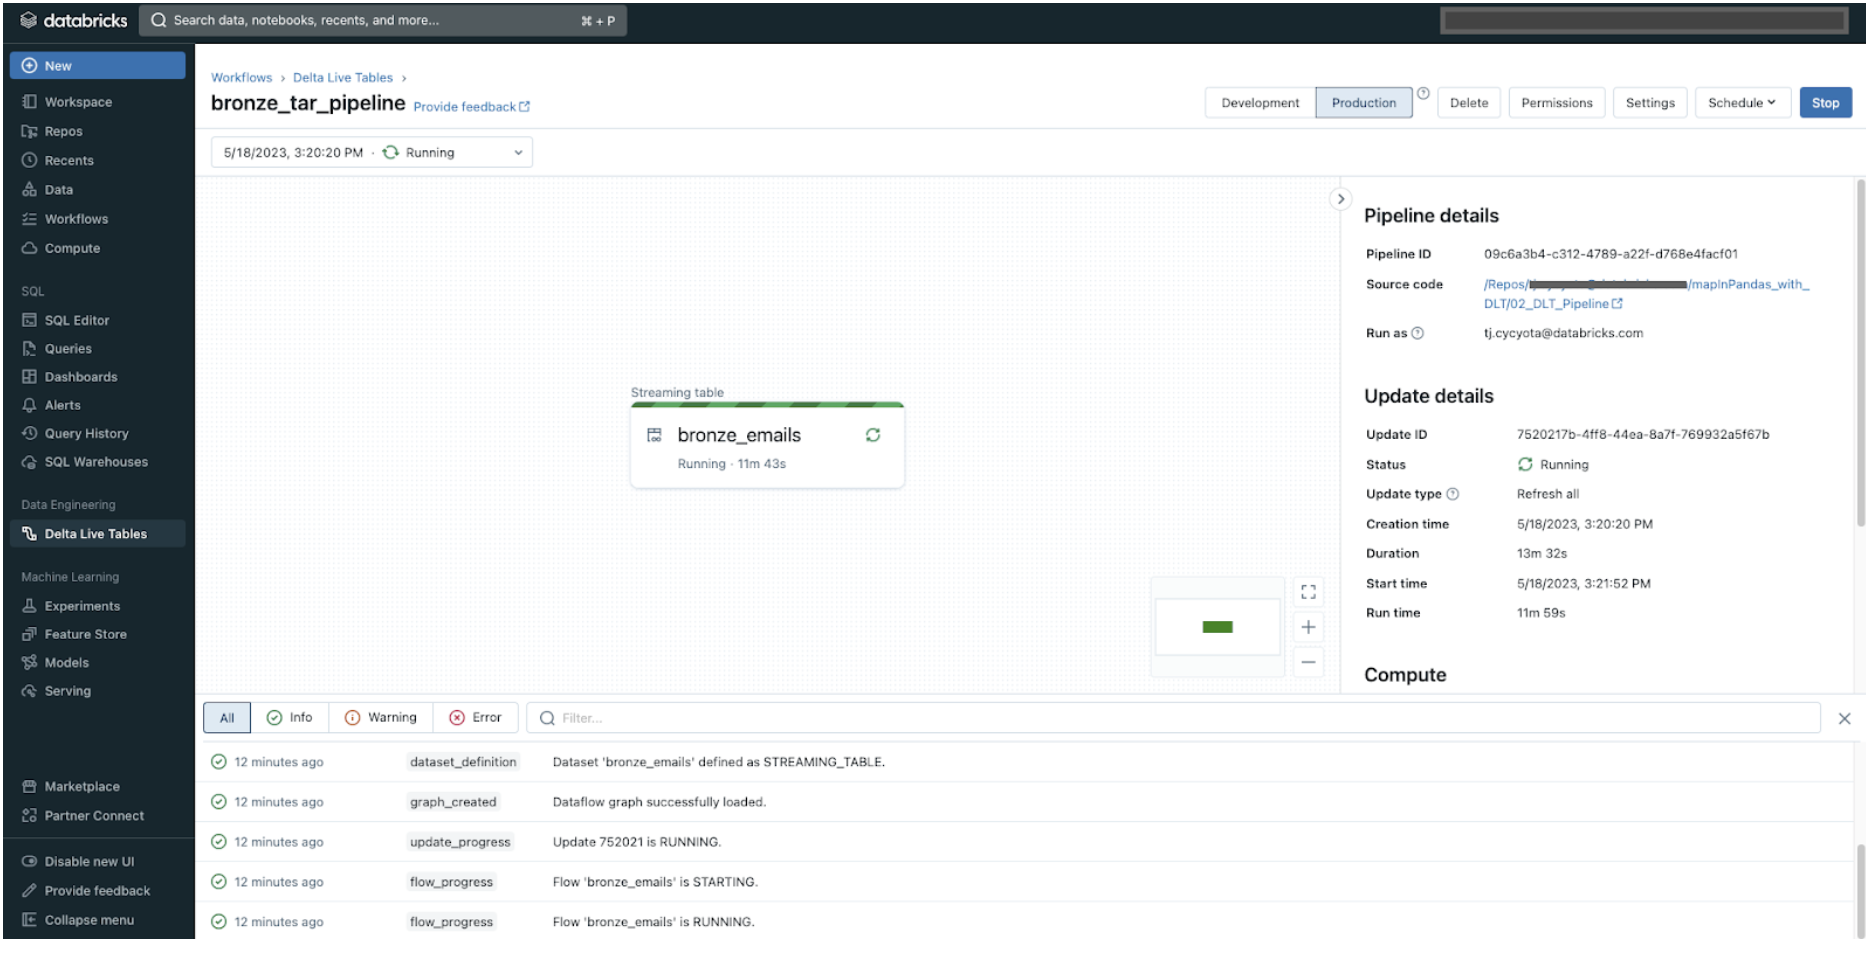 databricks
Search data, notebooks, recents, and more... ⌘ + P
New
Workspace
Repos
Recents
Data
Workflows
Compute
SQL
SQL Editor
Queries
Dashboards
Alerts
Query History
SQL Warehouses
Data Engineering
Delta Live Tables
Machine Learning
Experiments
Feature Store
Models
Serving
Marketplace
Partner Connect
Disable new UI
Provide feedback
Collapse menu
Workflows › Delta Live Tables ›
bronze_tar_pipeline Provide feedback
Development Production ? Delete Permissions Settings Schedule Stop
5/18/2023, 3:20:20 PM · Running
Streaming table
bronze_emails
Running · 11m 43s
Pipeline details
Pipeline ID 09c6a3b4-c312-4789-a22f-d768e4facf01
Source code /Repos/ /mapInPandas_with_
DLT/02_DLT_Pipeline
Run as ? tj.cycyota@databricks.com
Update details
Update ID 7520217b-4ff8-44ea-8a7f-769932a5f67b
Status Running
Update type ? Refresh all
Creation time 5/18/2023, 3:20:20 PM
Duration 13m 32s
Start time 5/18/2023, 3:21:52 PM
Run time 11m 59s
Compute
All Info Warning Error Filter...
12 minutes ago dataset_definition Dataset 'bronze_emails' defined as STREAMING_TABLE.
12 minutes ago graph_created Dataflow graph successfully loaded.
12 minutes ago update_progress Update 752021 is RUNNING.
12 minutes ago flow_progress Flow 'bronze_emails' is STARTING.
12 minutes ago flow_progress Flow 'bronze_emails' is RUNNING.